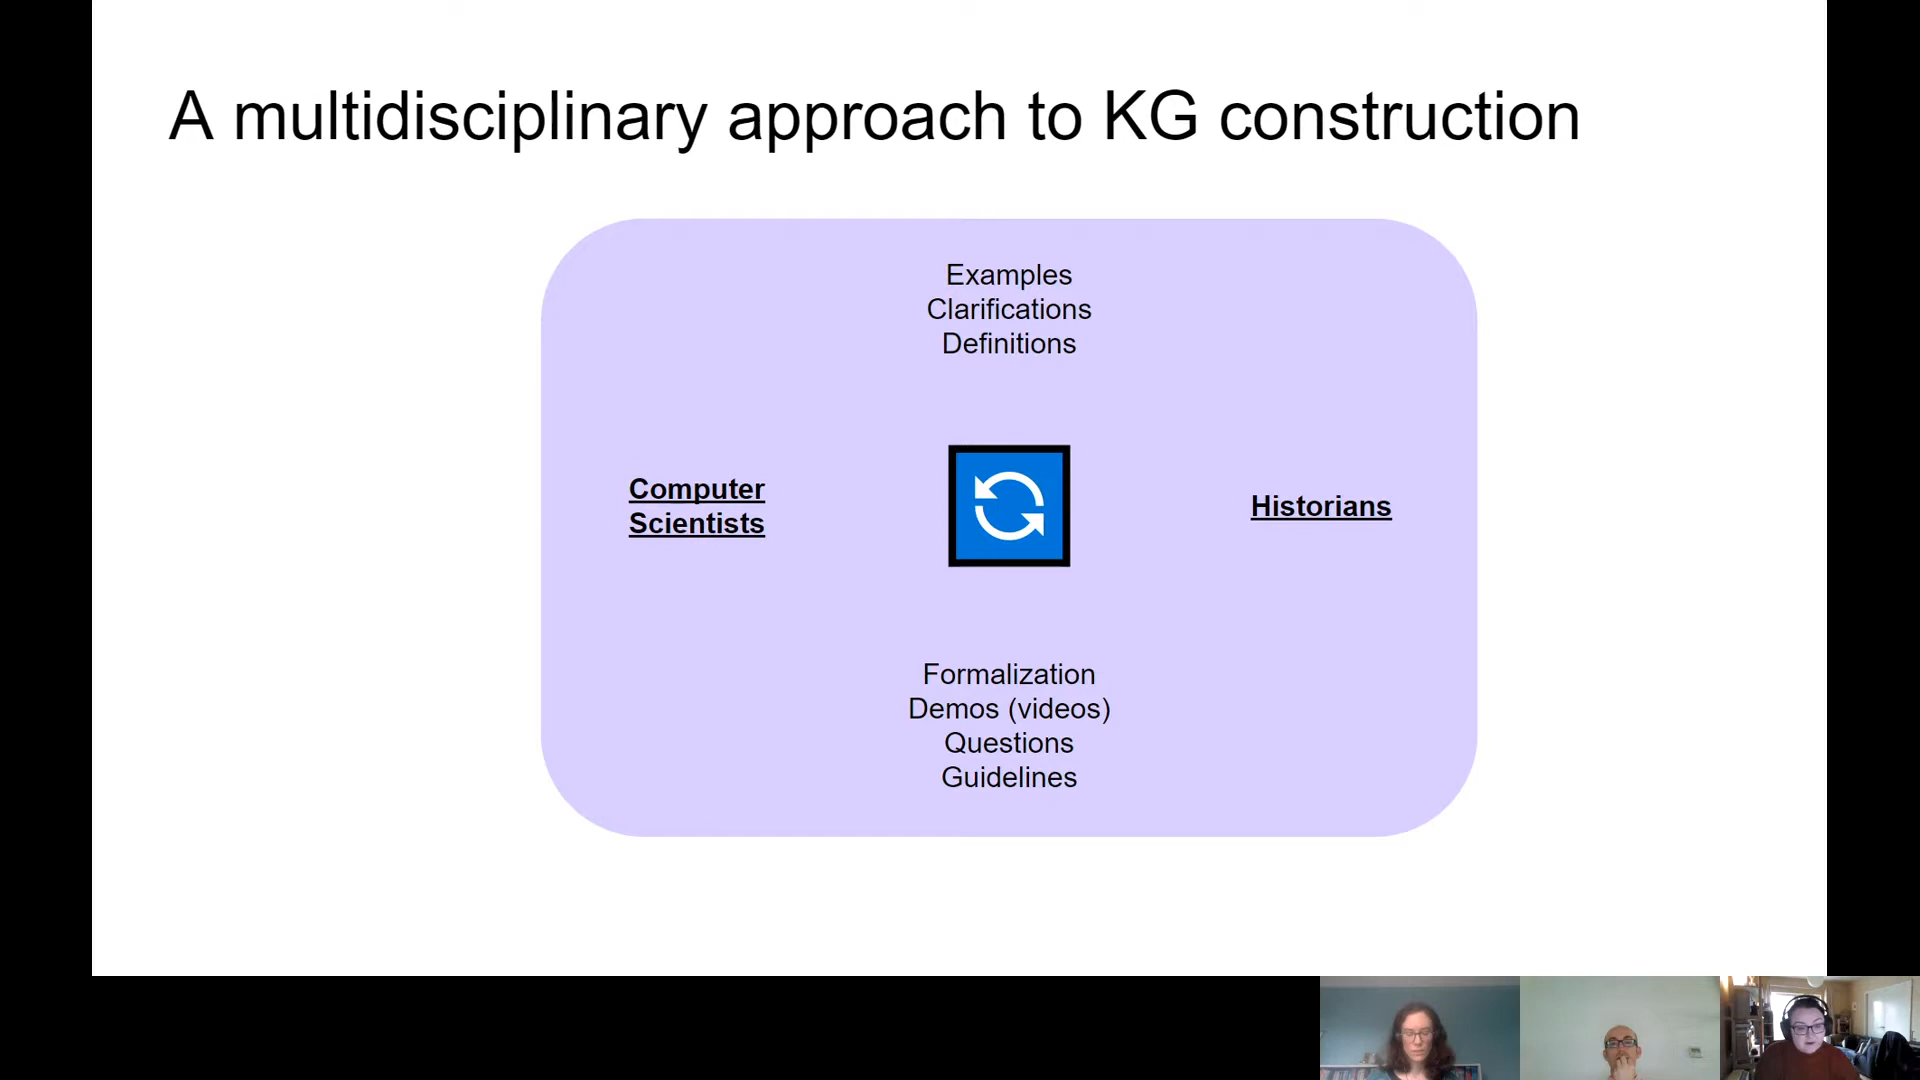 A multidisciplinary approach to KG construction
Examples
Clarifications
Definitions
Computer
Scientists
Historians
Formalization
Demos (videos)
Questions
Guidelines